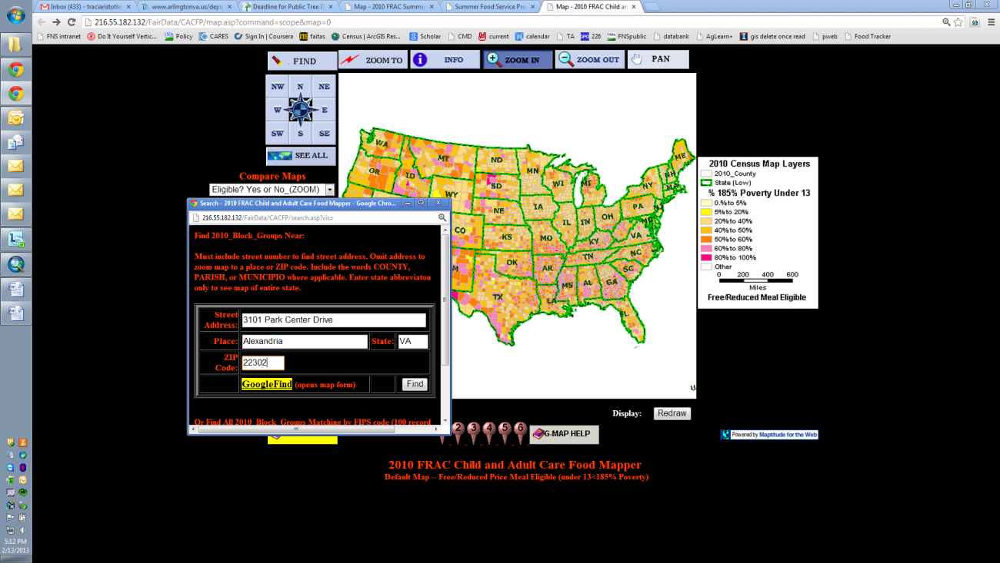 Inbox (433) - traciaristotle
www.arlingtonva.us/depa
Deadline for Public Tree D
Map - 2010 FRAC Summe
Summer Food Service Pro
Map - 2010 FRAC Child an
216.55.182.132/FairData/CACFP/map.asp?command=scope&map=0
FNS intranet
Do It Yourself Vertic...
Policy
CARES
Sign In | Coursera
faitas
Census | ArcGIS Res...
Scholar
CMD
current
calendar
TA
226
FNSpublic
databank
AgLearn+
gis delete once read
pweb
Food Tracker
FIND
ZOOM TO
INFO
ZOOM IN
ZOOM OUT
PAN
NW N NE
W E
SW S SE
SEE ALL
Compare Maps
Eligible? Yes or No_(ZOOM)
WA
OR
ID
MT
WY
ND
SD
NE
CO
KS
OK
TX
M
MN
IA
MO
AR
LA
WI
IL
MI
IN
OH
KY
TN
MS
AL
GA
FL
SC
NC
VA
PA
NY
ME
NH
MA
NJ
MD
2010 Census Map Layers
2010_County
State (Low)
% 185% Poverty Under 13
0.% to 5%
5% to 20%
20% to 40%
40% to 50%
50% to 60%
60% to 80%
80% to 100%
Other
0 200 400 600
Miles
Free/Reduced Meal Eligible
Search - 2010 FRAC Child and Adult Care Food Mapper - Google Chro...
216.55.182.132/FairData/CACFP/search.asp?vis=
Find 2010_Block_Groups Near:
Must include street number to find street address. Omit address to
zoom map to a place or ZIP code. Include the words COUNTY,
PARISH, or MUNICIPIO where applicable. Enter state abbreviaton
only to see map of entire state.
Street Address: 3101 Park Center Drive
Place: Alexandria State: VA
ZIP Code: 22302
GoogleFind (opens map form) Find
Or Find All 2010_Block_Groups Matching by FIPS code (100 record
Display: Redraw
2 3 4 5 6
G-MAP HELP
Powered by Maptitude for the Web
2010 FRAC Child and Adult Care Food Mapper
Default Map -- Free/Reduced Price Meal Eligible (under 13<185% Poverty)
5:12 PM
2/13/2013